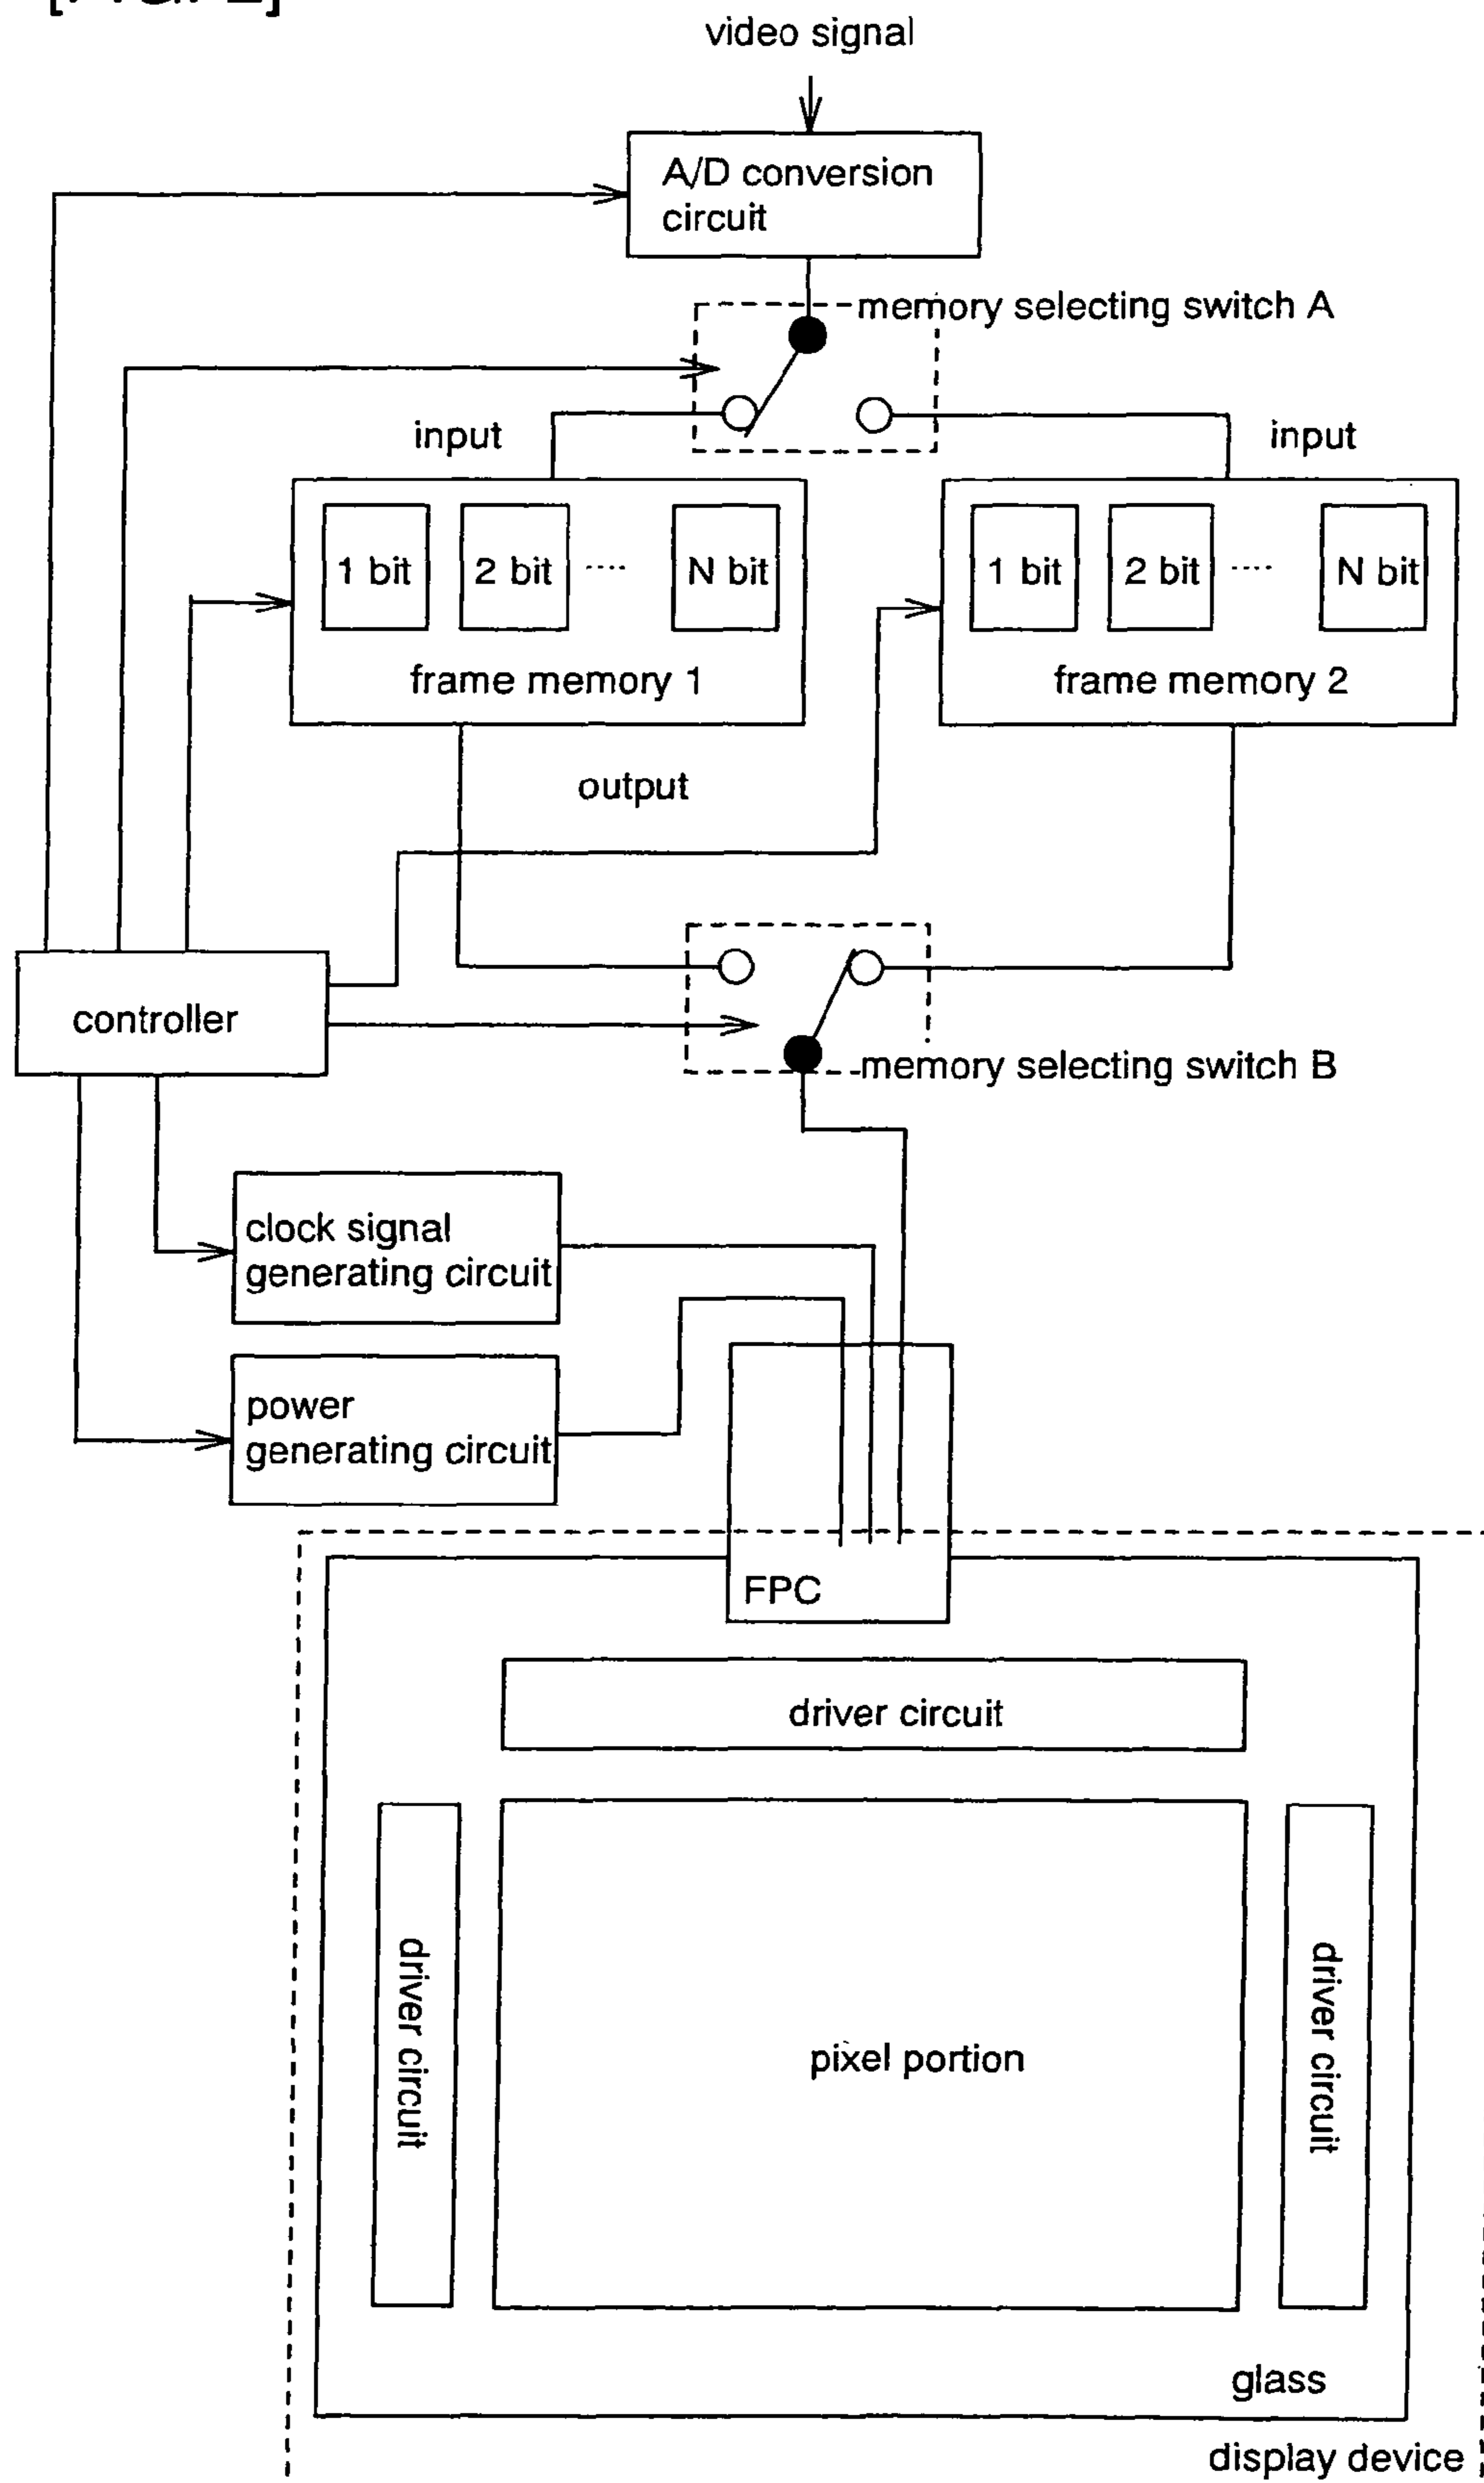 video signal
A/D conversion
circuit
memory selecting switch A
input
input
1 bit
2 bit
....
N bit
1 bit
2 bit
....
N bit
frame memory 1
frame memory 2
output
controller
memory selecting switch B
clock signal
generating circuit
power
generating circuit
FPC
driver circuit
driver circuit
pixel portion
driver circuit
glass
display device